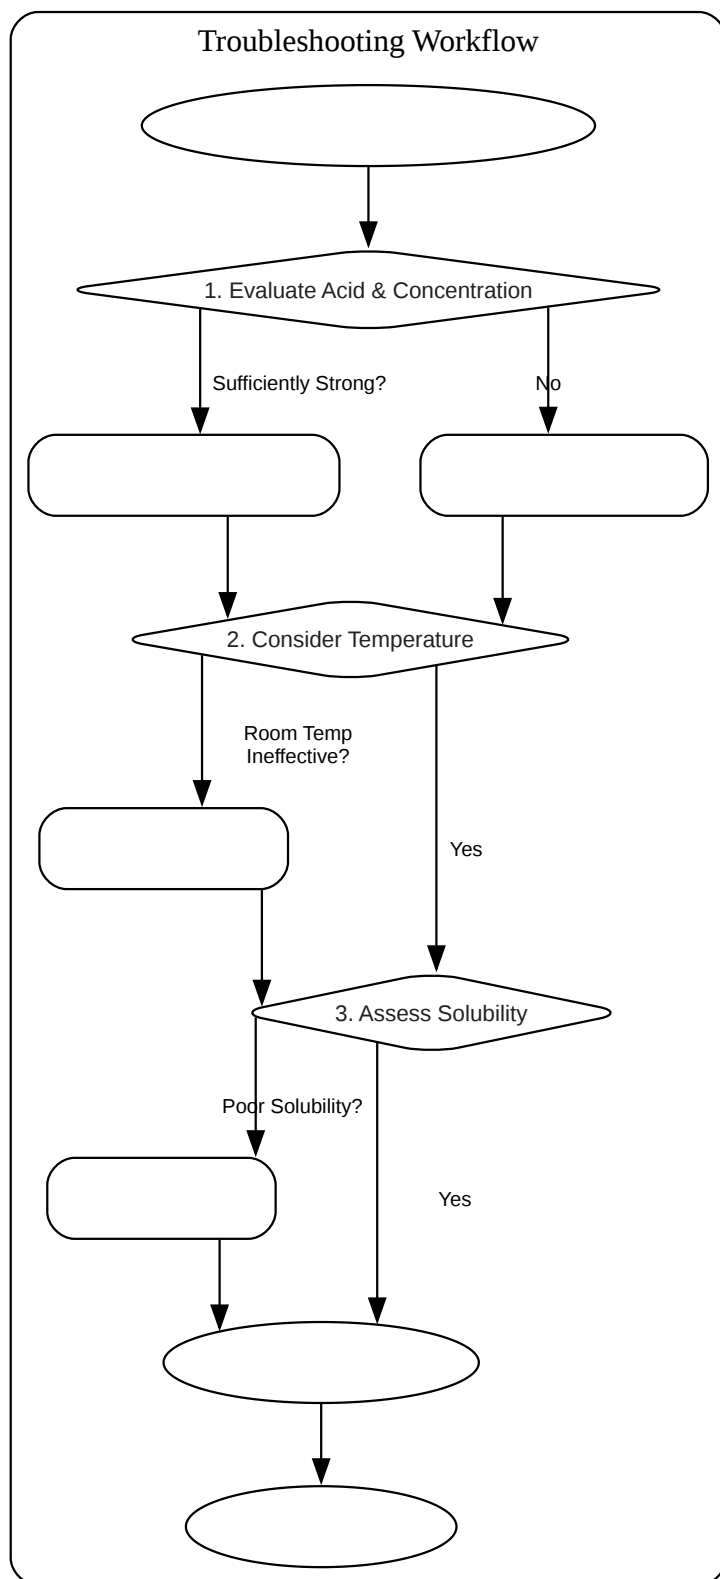 Troubleshooting Workflow
1. Evaluate Acid & Concentration
Sufficiently Strong?
No
2. Consider Temperature
Room Temp
Ineffective?
Yes
3. Assess Solubility
Poor Solubility?
Yes